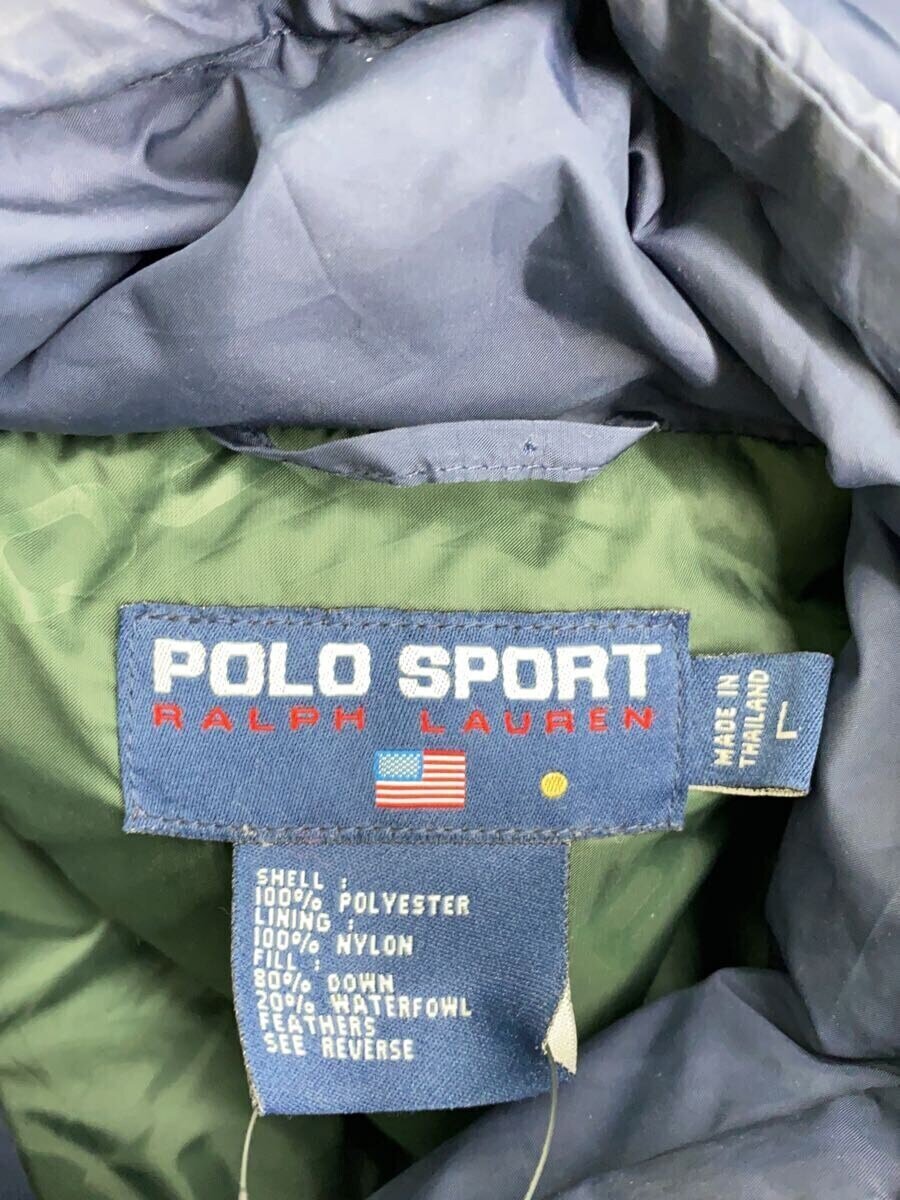 POLO SPORT
RALPH LAUREN
MADE IN
THAILAND
L
SHELL :
100% POLYESTER
LINING :
100% NYLON
FILL :
80% DOWN
20% WATERFOWL
FEATHERS
SEE REVERSE